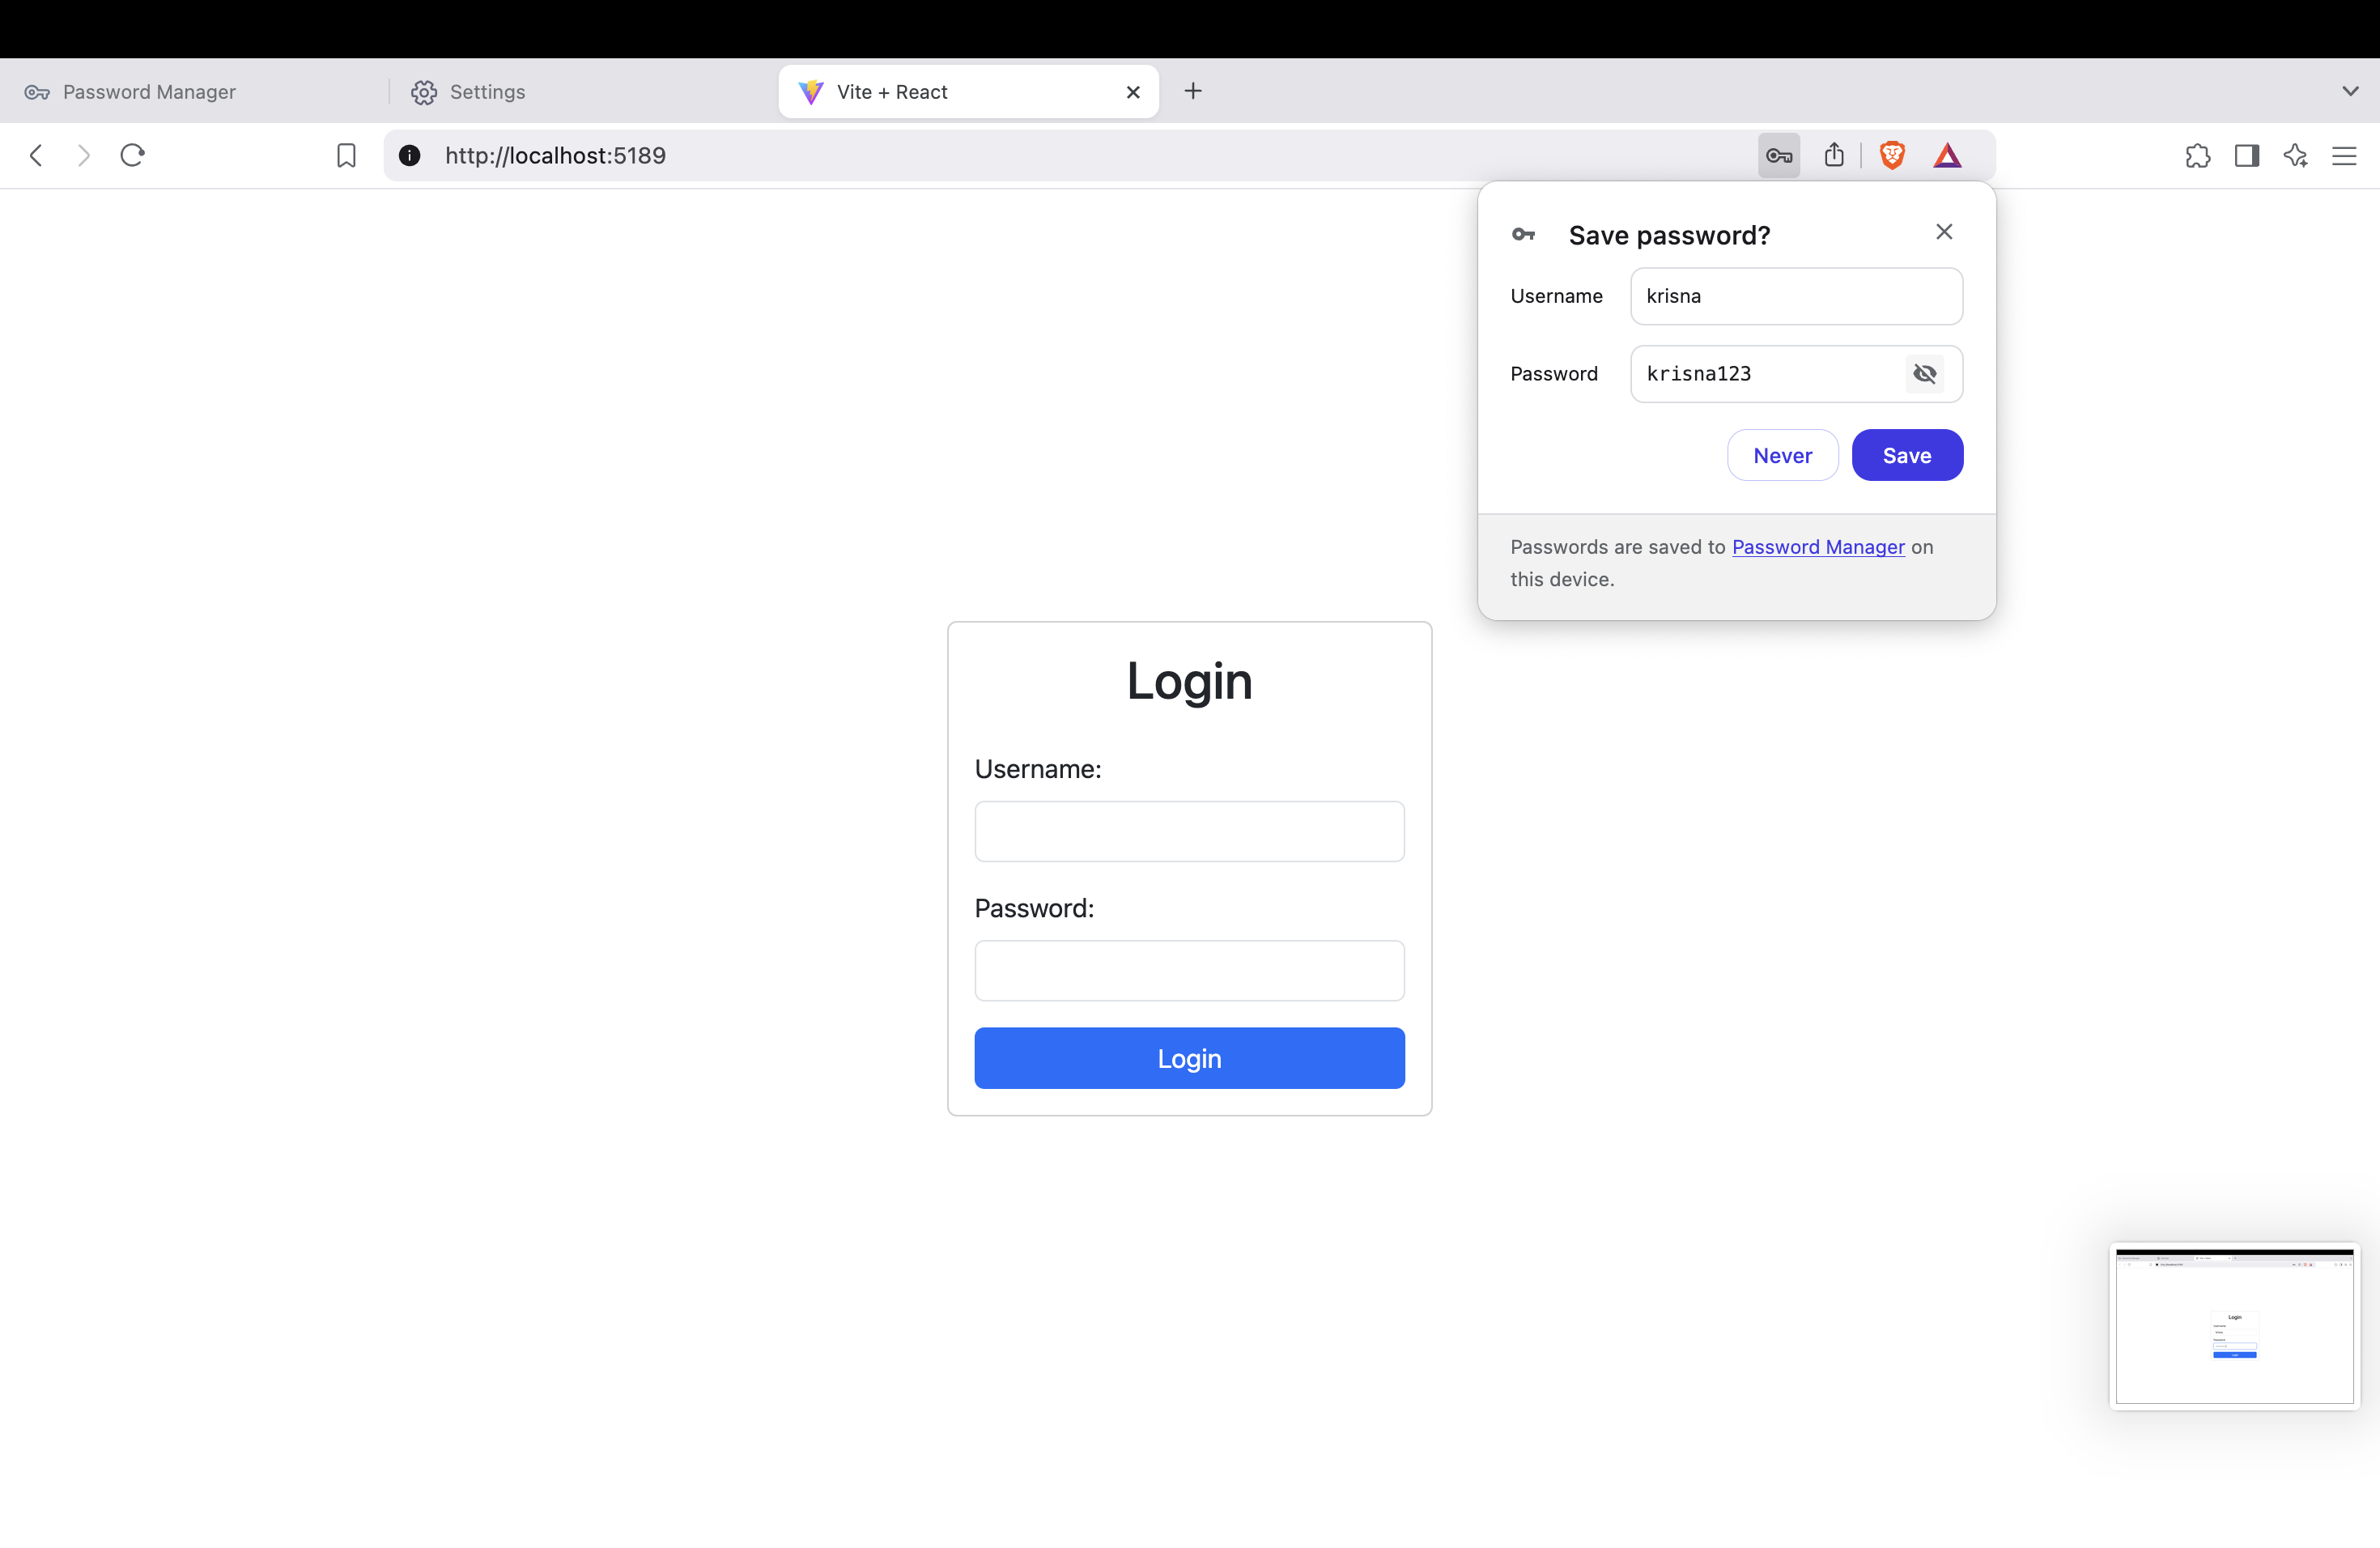 Password Manager
Settings
Vite + React
http://localhost:5189
Save password?
Username
krisna
Password
krisna123
Never
Save
Passwords are saved to Password Manager on
this device.
Login
Username:
Password:
Login